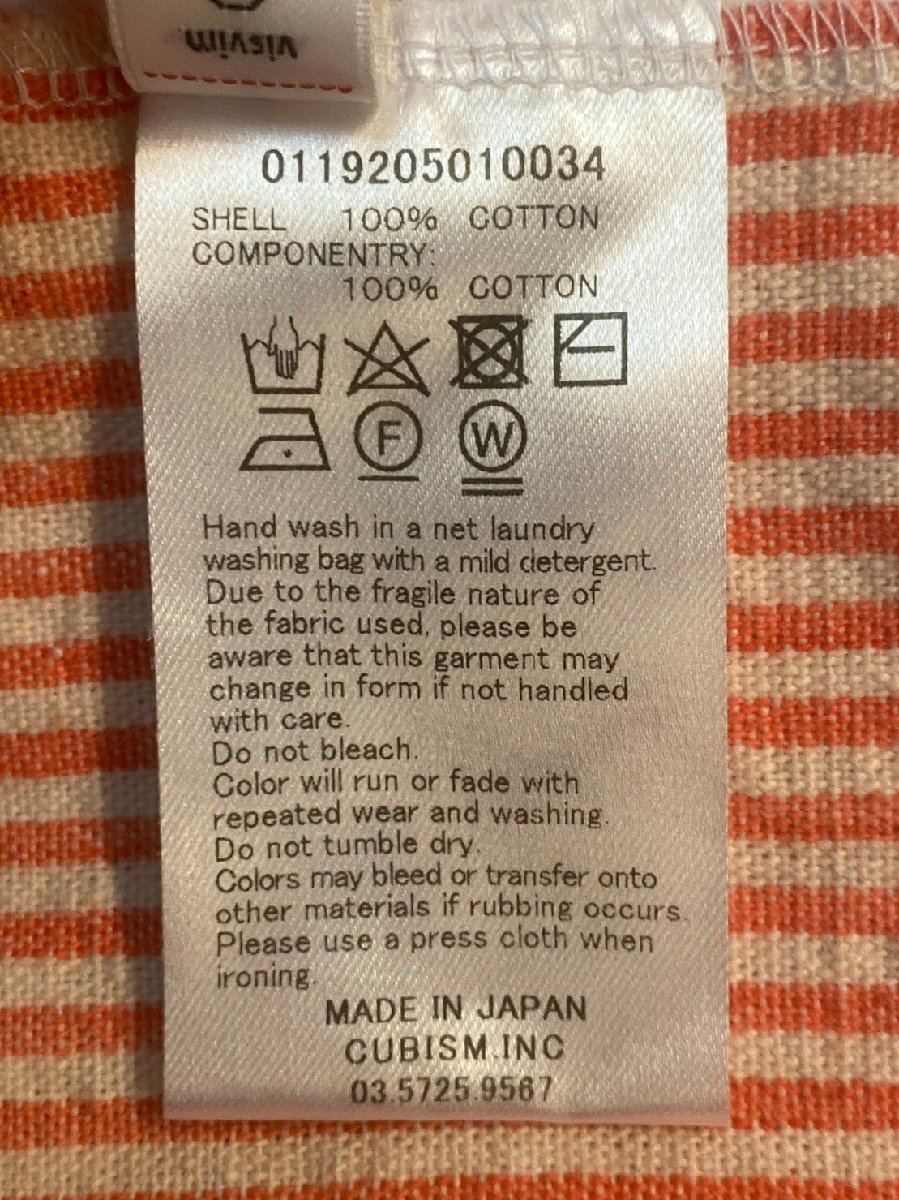 visvim
0119205010034
SHELL 100% COTTON
COMPONENTRY:
100% COTTON
F W
Hand wash in a net laundry
washing bag with a mild detergent.
Due to the fragile nature of
the fabric used, please be
aware that this garment may
change in form if not handled
with care.
Do not bleach.
Color will run or fade with
repeated wear and washing.
Do not tumble dry.
Colors may bleed or transfer onto
other materials if rubbing occurs.
Please use a press cloth when
ironing.
MADE IN JAPAN
CUBISM.INC
03.5725.9567